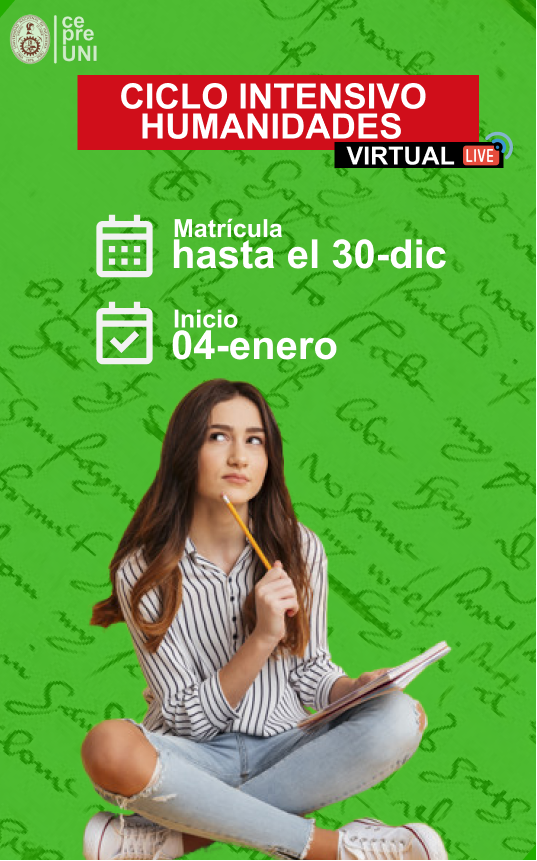 ce
pre
UNI
CICLO INTENSIVO
HUMANIDADES
VIRTUAL LIVE
Matrícula
hasta el 30-dic
Inicio
04-enero